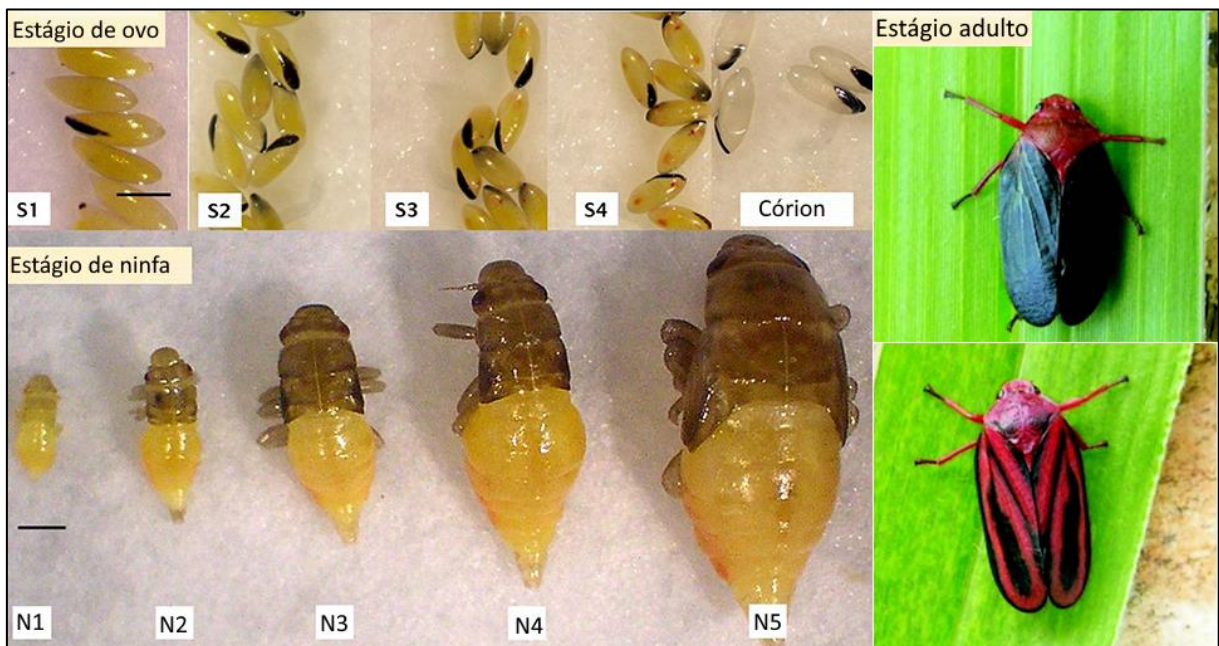 Estágio de ovo
S1
S2
S3
S4
Córion
Estágio de ninfa
N1
N2
N3
N4
N5
Estágio adulto